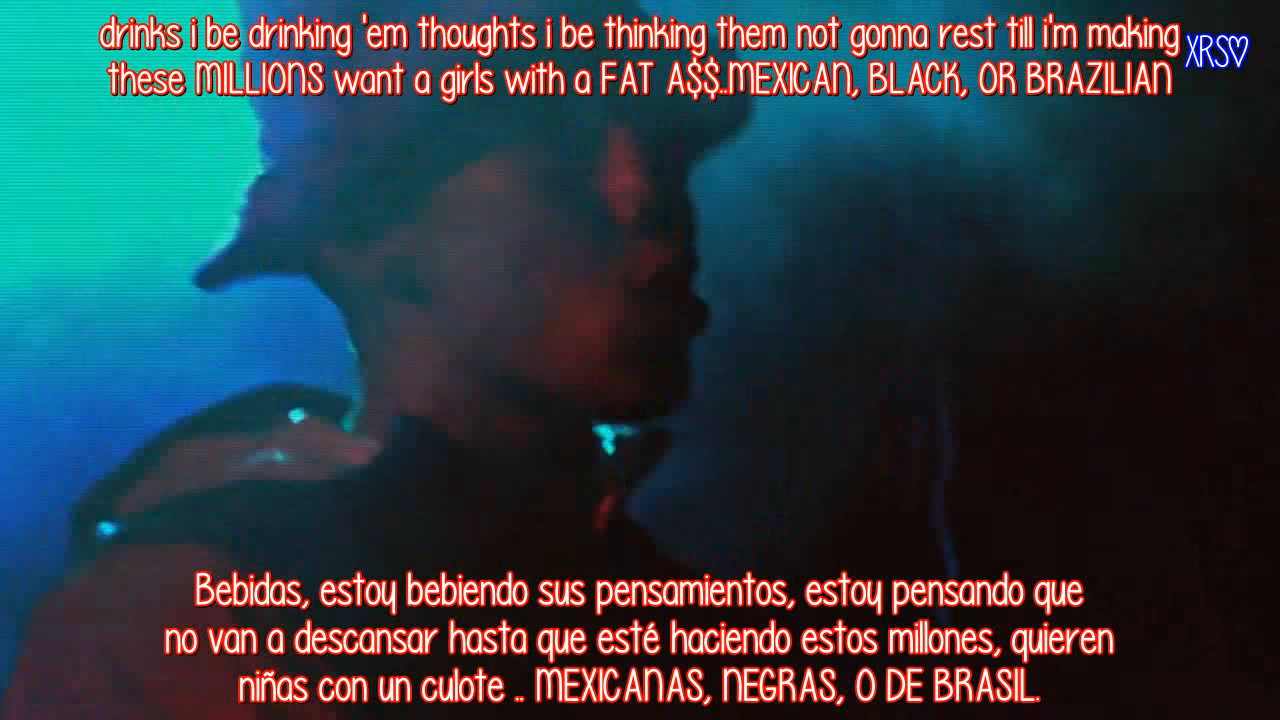 drinks i be drinking 'em thoughts i be thinking them not gonna rest till i'm making
these MILLIONS want a girls with a FAT A$$..MEXICAN, BLACK, OR BRAZILIAN
XRS♡
Bebidas, estoy bebiendo sus pensamientos, estoy pensando que
no van a descansar hasta que esté haciendo estos millones, quieren
niñas con un culote .. MEXICANAS, NEGRAS, O DE BRASIL.